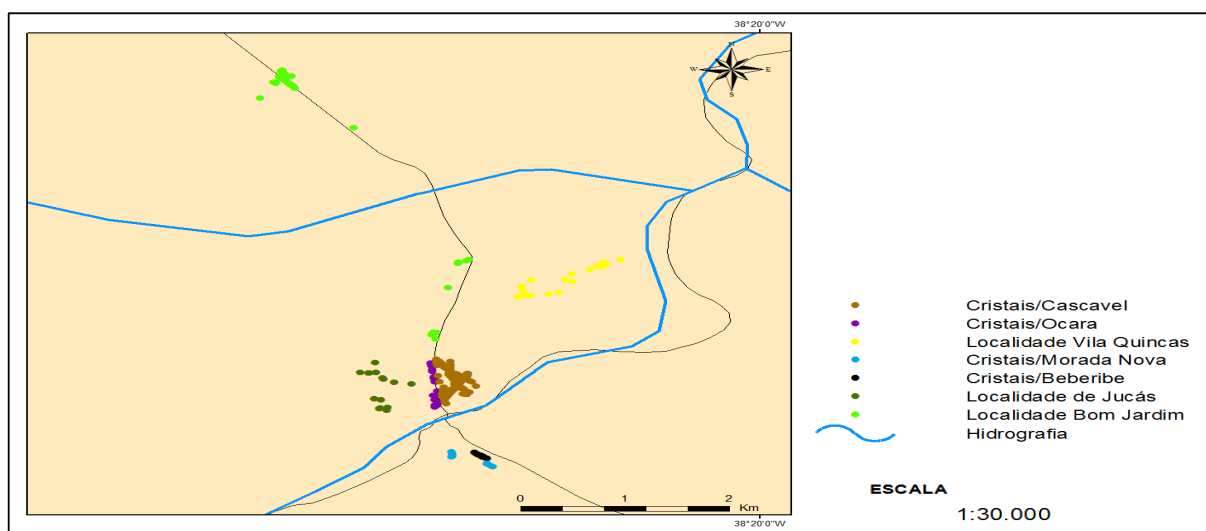 38°20'0"W
N
W E
S
Cristais/Cascavel
Cristais/Ocara
Localidade Vila Quincas
Cristais/Morada Nova
Cristais/Beberibe
Localidade de Jucás
Localidade Bom Jardim
Hidrografia
0 1 2
Km
ESCALA
1:30.000
38°20'0"W